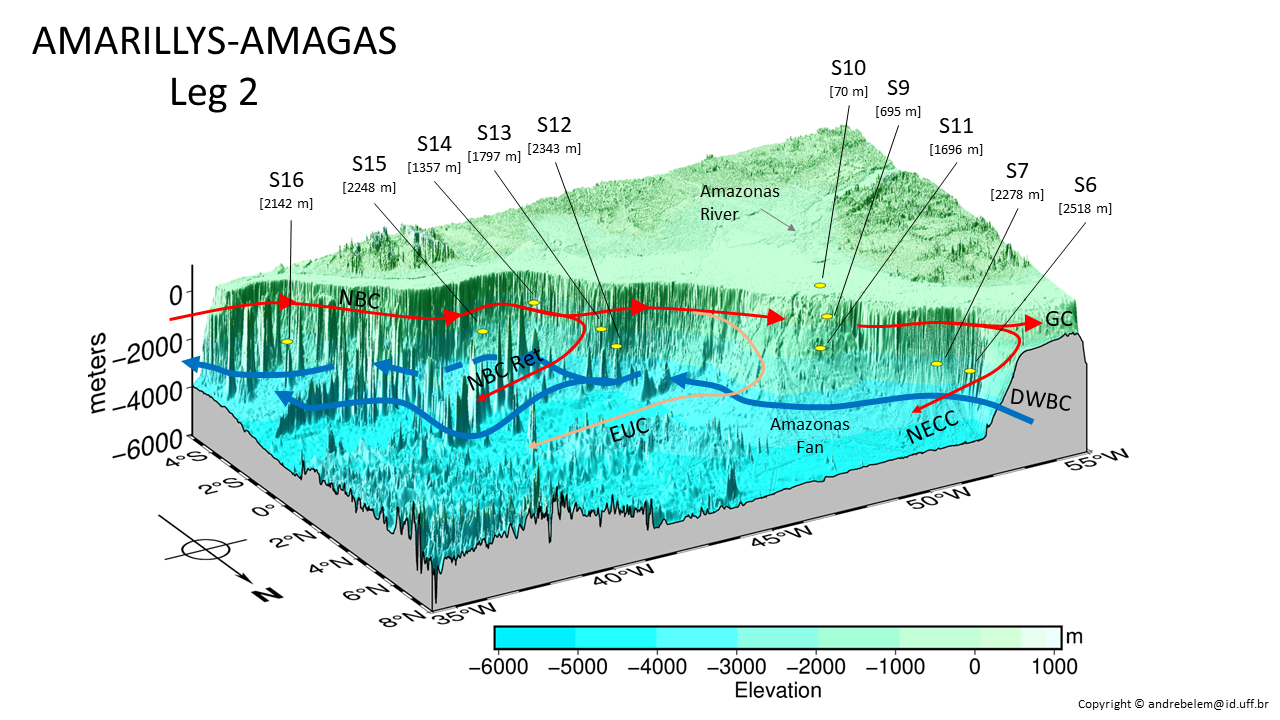 AMARILLYS-AMAGAS
Leg 2
S10
[70 m]
S9
[695 m]
S11
[1696 m]
S7
[2278 m]
S6
[2518 m]
S12
[2343 m]
S13
[1797 m]
S14
[1357 m]
S15
[2248 m]
S16
[2142 m]
Amazonas
River
NBC
GC
NBC Ret
DWBC
EUC
NECC
Amazonas
Fan
meters
0
−2000
−4000
−6000
4°S
2°S
0°
2°N
4°N
6°N
8°N
35°W
40°W
45°W
50°W
55°W
N
m
−6000 −5000 −4000 −3000 −2000 −1000 0 1000
Elevation
Copyright © andrebelem@id.uff.br